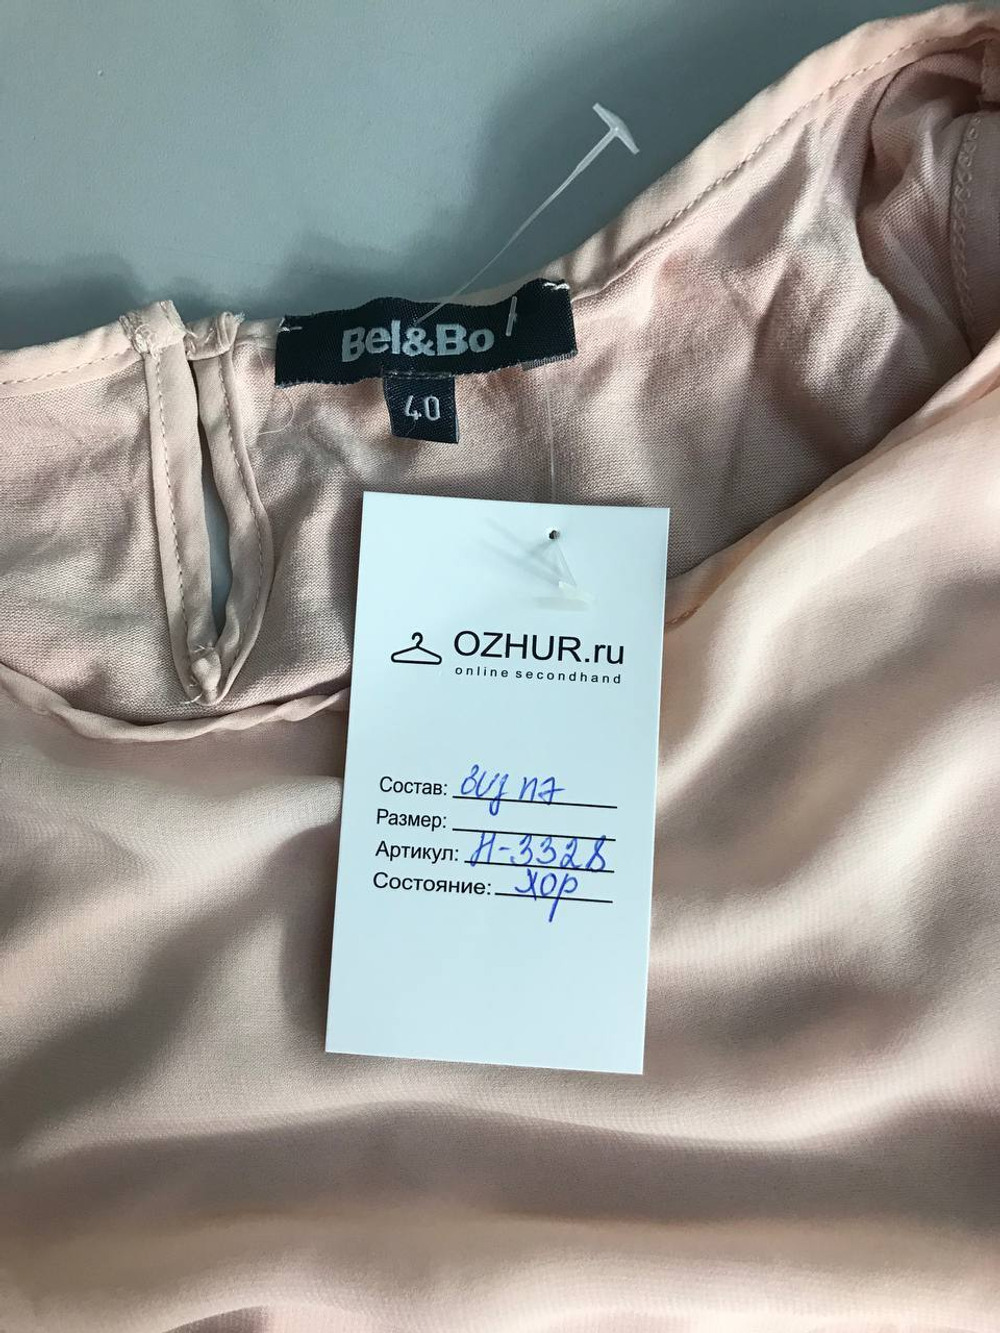 Bel&Bo
40
OZHUR.ru
online secondhand
Состав: виз пэ
Размер:
Артикул: Н-3328
Состояние: хор